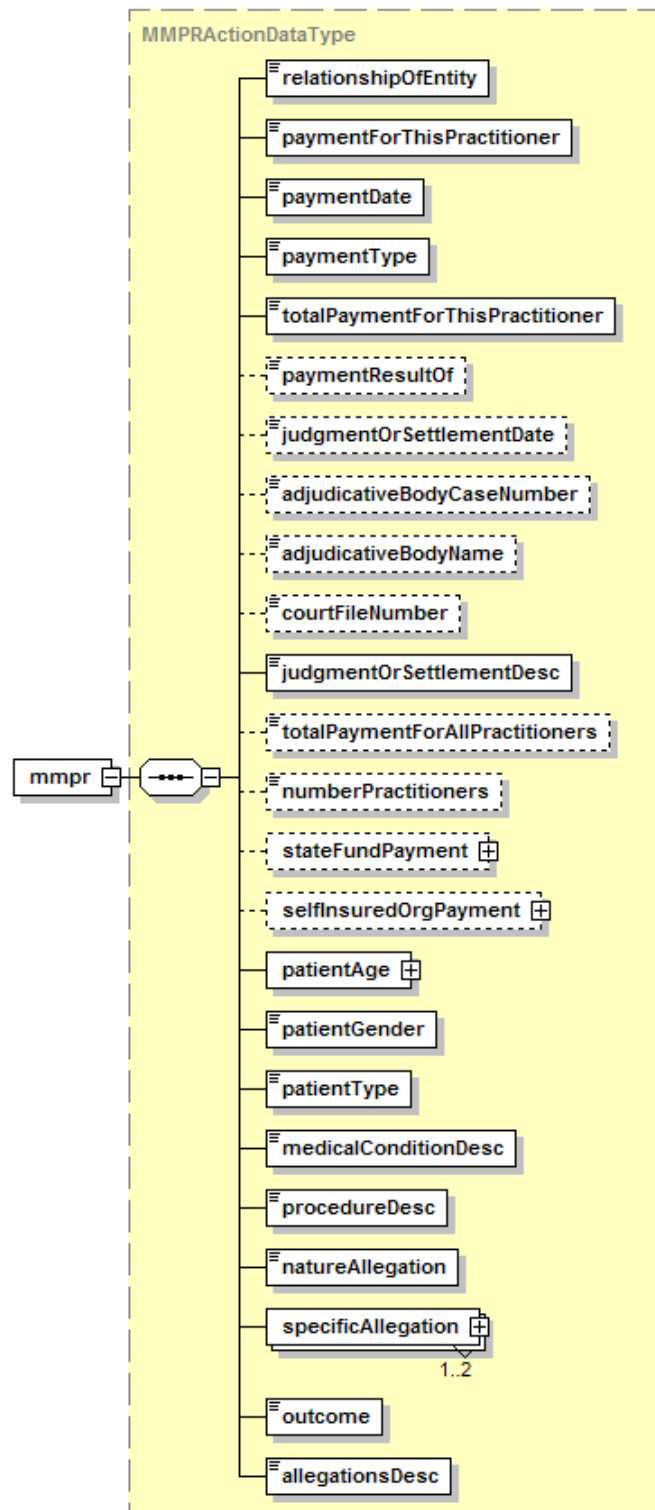 MMPRActionDataType
relationshipOfEntity
paymentForThisPractitioner
paymentDate
paymentType
totalPaymentForThisPractitioner
paymentResultOf
judgmentOrSettlementDate
adjudicativeBodyCaseNumber
adjudicativeBodyName
courtFileNumber
judgmentOrSettlementDesc
totalPaymentForAllPractitioners
mmpr
numberPractitioners
stateFundPayment
selfInsuredOrgPayment
patientAge
patientGender
patientType
medicalConditionDesc
procedureDesc
natureAllegation
specificAllegation
1..2
outcome
allegationsDesc